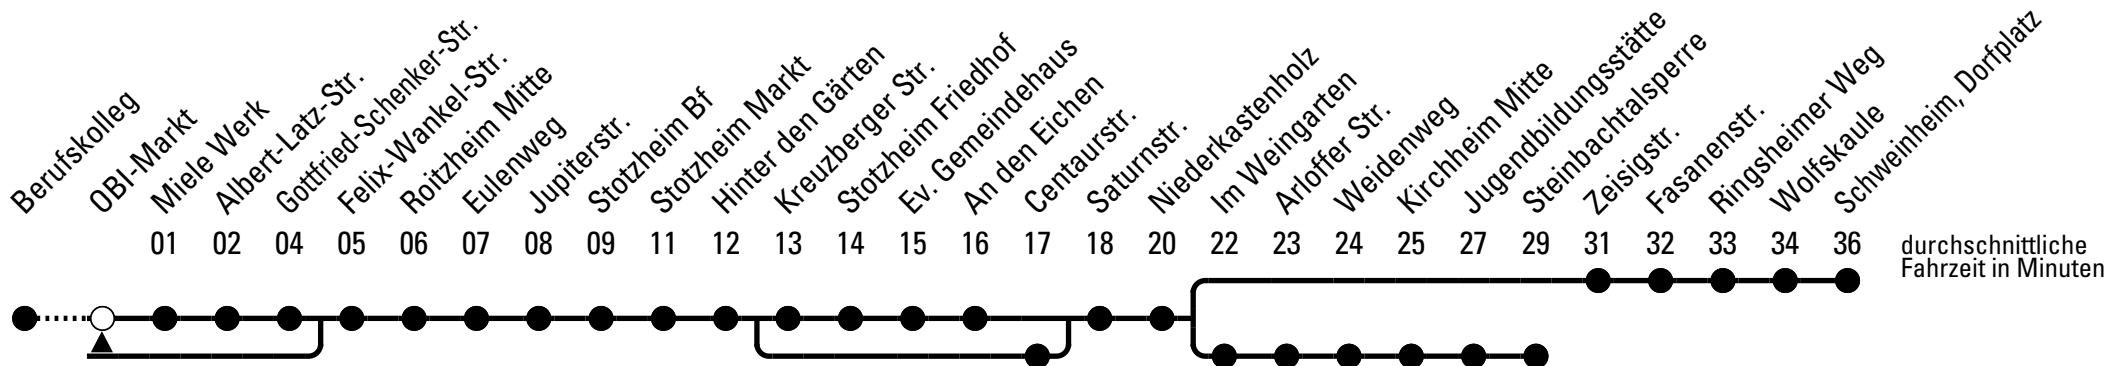 Berufskolleg
OBI-Markt
Miele Werk
Albert-Latz-Str.
Gottfried-Schenker-Str.
Felix-Wankel-Str.
Roitzheim Mitte
Eulenweg
Jupiterstr.
Stotzheim Bf
Stotzheim Markt
Hinter den Gärten
Kreuzberger Str.
Stotzheim Friedhof
Ev. Gemeindehaus
An den Eichen
Centaurstr.
Saturnstr.
Niederkastenholz
Im Weingarten
Arloffer Str.
Weidenweg
Kirchheim Mitte
Jugendbildungsstätte
Steinbachtalsperre
Zeisigstr.
Fasanenstr.
Ringsheimer Weg
Wolfskaule
Schweinheim, Dorfplatz
01 02 04 05 06 07 08 09 11 12 13 14 15 16 17 18 20 22 23 24 25 27 29 31 32 33 34 36
durchschnittliche
Fahrzeit in Minuten